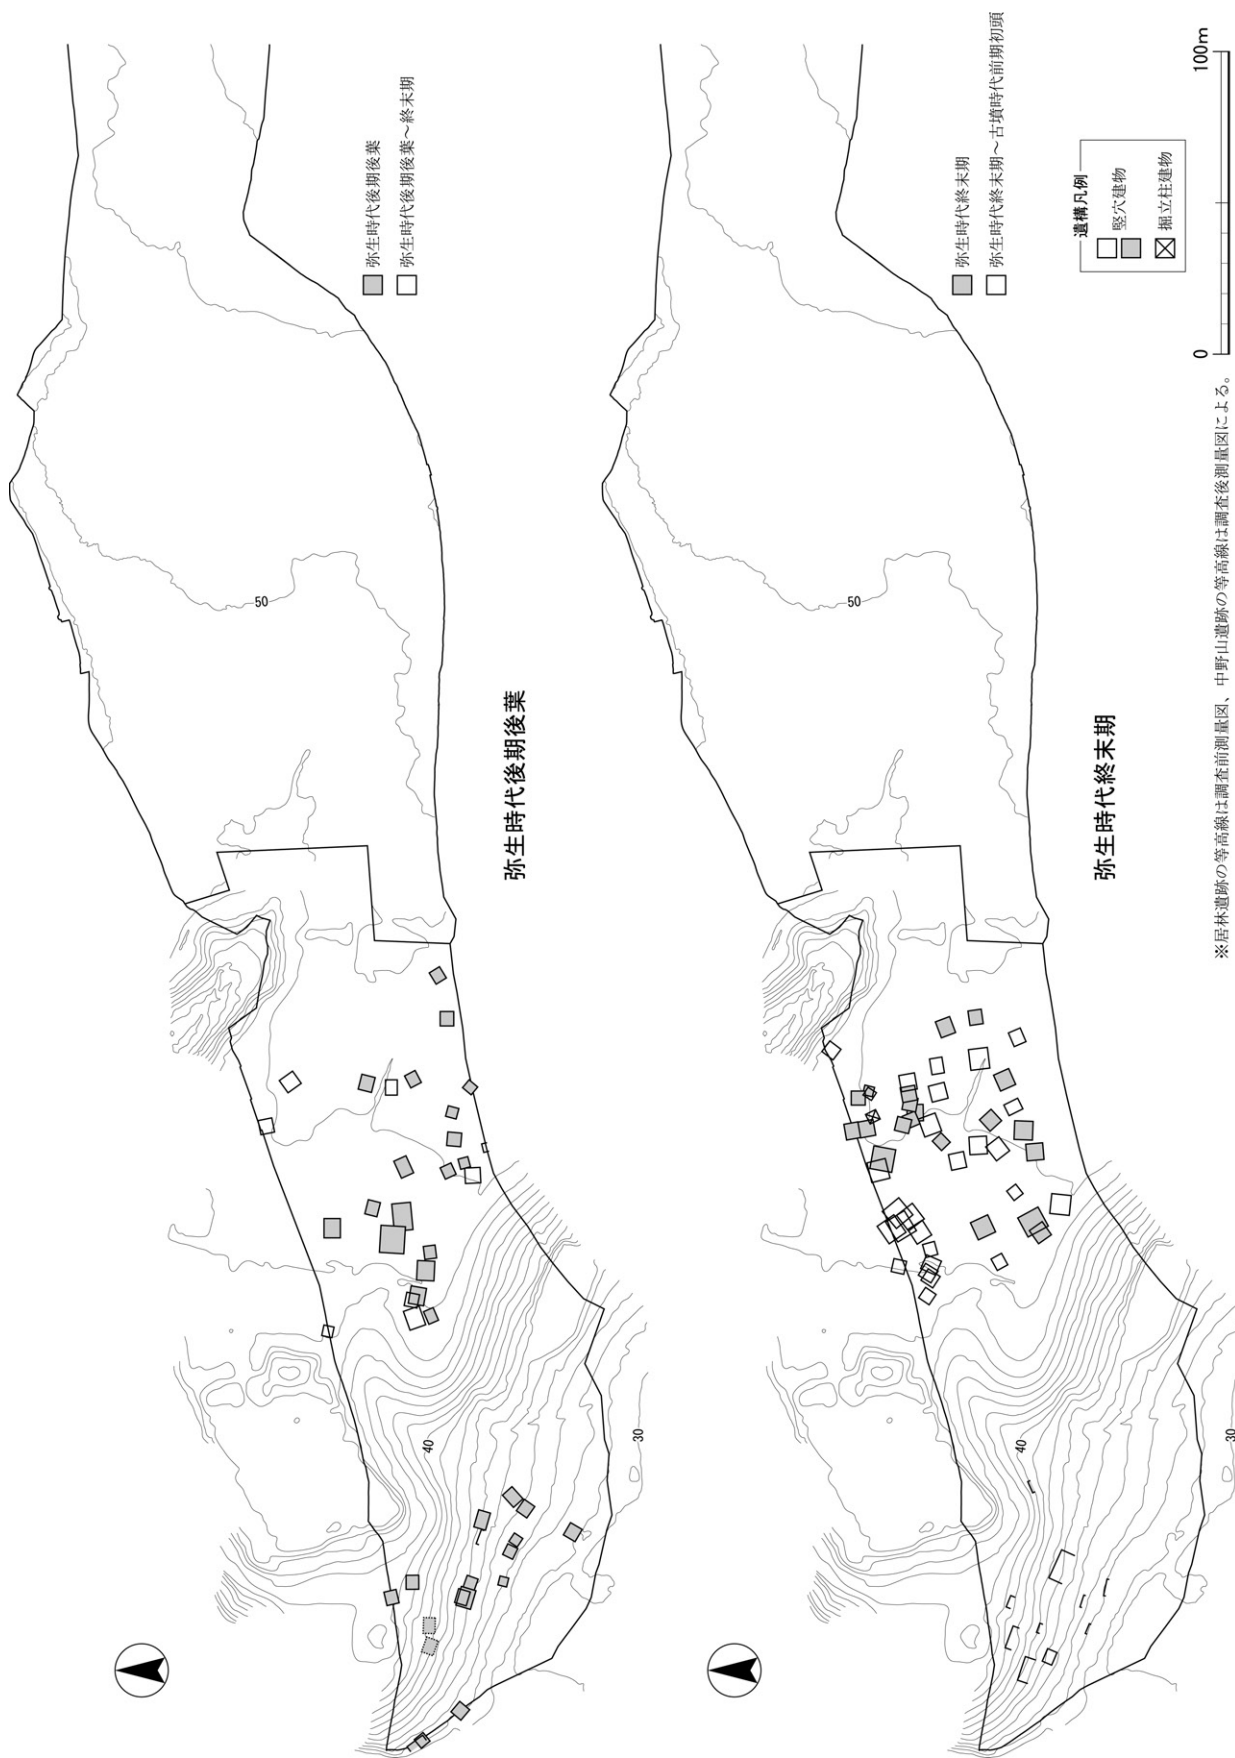 弥生時代後期後葉
弥生時代後期後葉～終末期
50
40
30
弥生時代後期後葉
弥生時代終末期
弥生時代終末期～古墳時代前期初頭
50
40
30
弥生時代終末期
遺構凡例
竪穴建物
掘立柱建物
0
100m
※居林遺跡の等高線は調査前測量図、中野山遺跡の等高線は調査後測量図による。